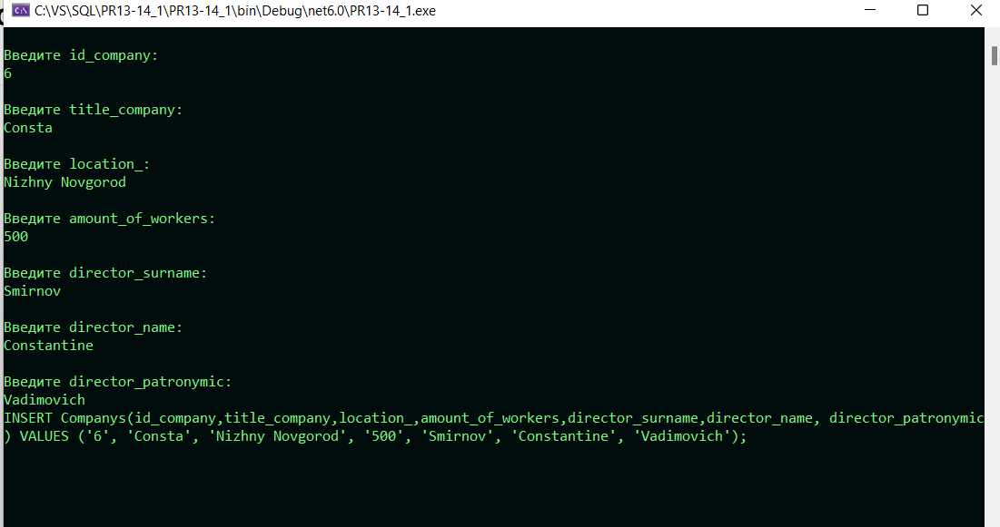 C:\VS\SQL\PR13-14_1\PR13-14_1\bin\Debug\net6.0\PR13-14_1.exe
Введите id_company:
6
Введите title_company:
Consta
Введите location_:
Nizhny Novgorod
Введите amount_of_workers:
500
Введите director_surname:
Smirnov
Введите director_name:
Constantine
Введите director_patronymic:
Vadimovich
INSERT Companys(id_company,title_company,location_,amount_of_workers,director_surname,director_name, director_patronymic
) VALUES ('6', 'Consta', 'Nizhny Novgorod', '500', 'Smirnov', 'Constantine', 'Vadimovich');